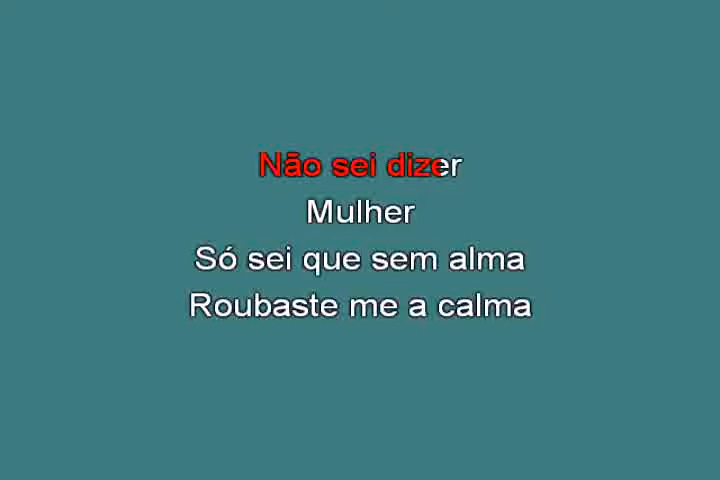 Não sei dizer
Mulher
Só sei que sem alma
Roubaste me a calma